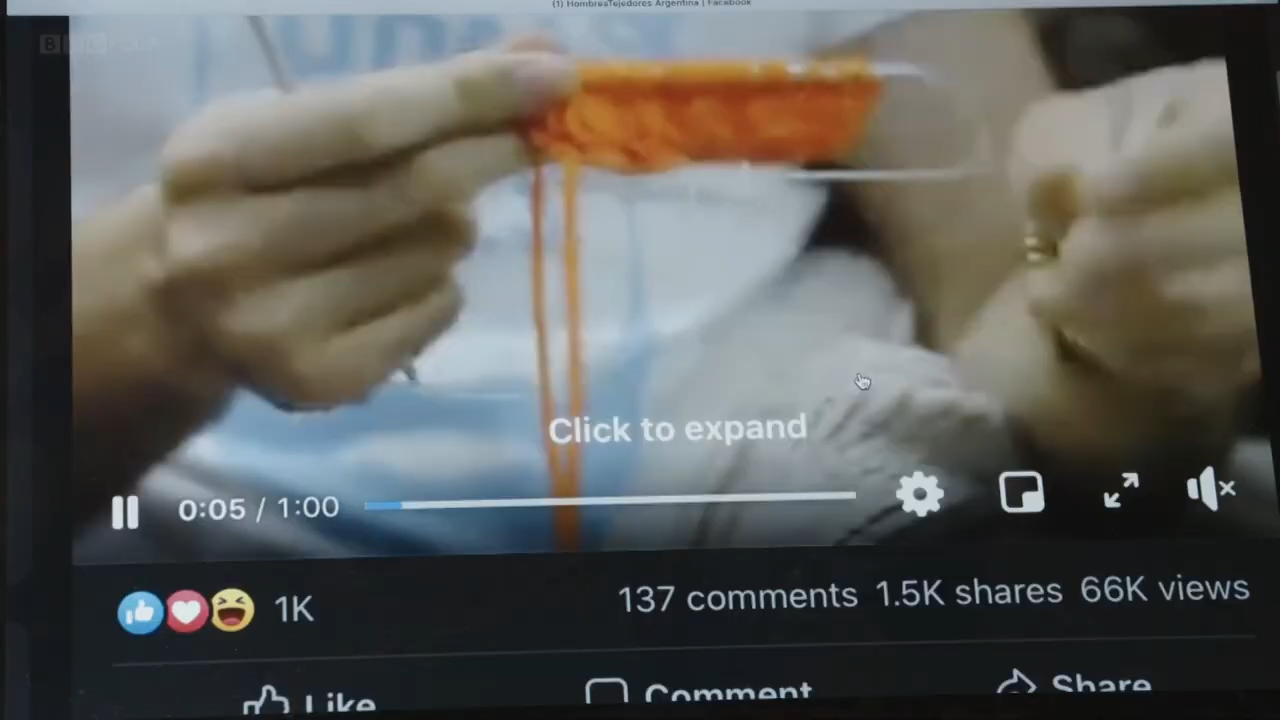 (1) HombresTejedores Argentina | Facebook
BBC
Click to expand
0:05 / 1:00
1K
137 comments 1.5K shares 66K views
Like
Comment
Share